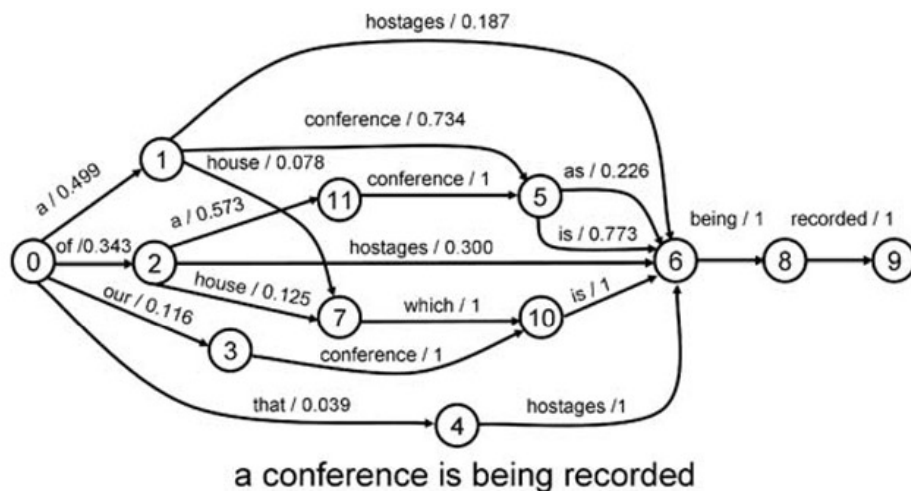 hostages / 0.187
conference / 0.734
1
house / 0.078
a / 0.499
a / 0.573
11
conference / 1
5
as / 0.226
is / 0.773
being / 1
recorded / 1
0
of /0.343
2
hostages / 0.300
6
8
9
house / 0.125
our / 0.116
7
which / 1
10
is / 1
3
conference / 1
that / 0.039
4
hostages /1
a conference is being recorded